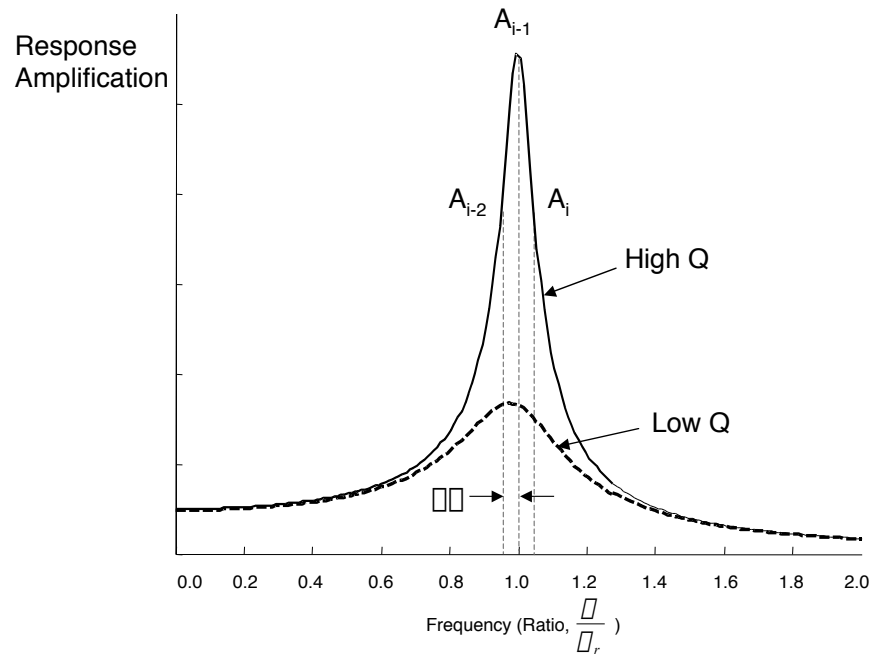 Response
Amplification
A_{i-1}
A_{i-2}
A_i
High Q
Low Q
□□
0.0 0.2 0.4 0.6 0.8 1.0 1.2 1.4 1.6 1.8 2.0
Frequency (Ratio, □/□_r )